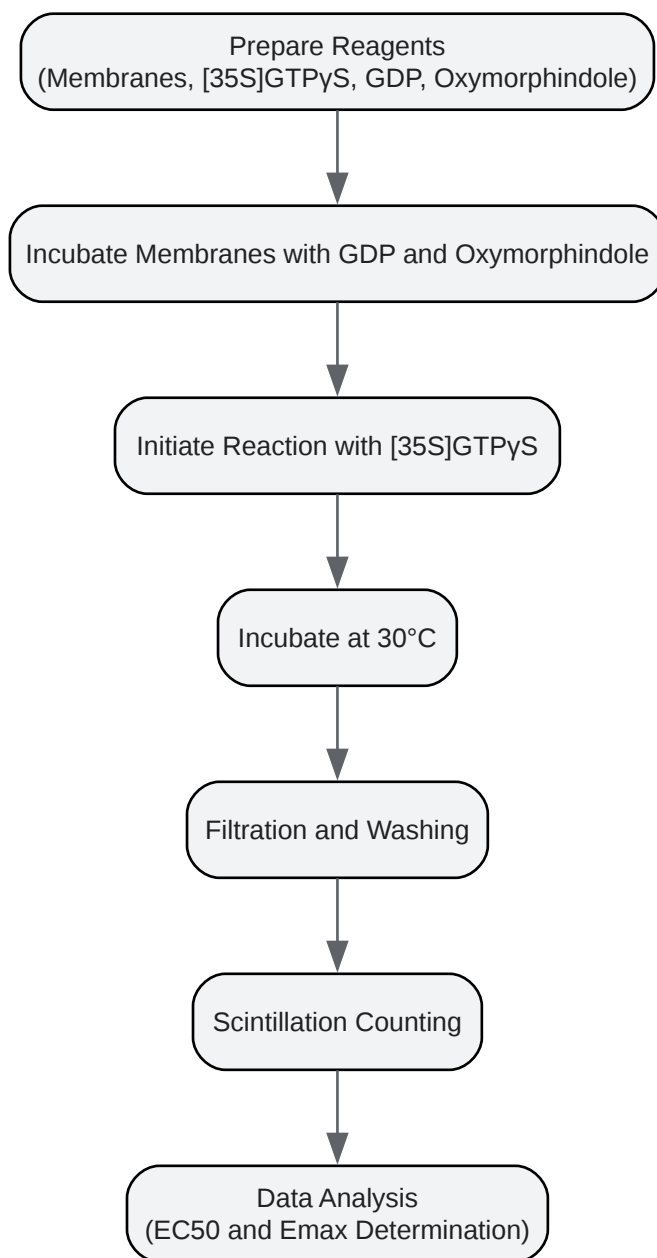 Prepare Reagents
(Membranes, [35S]GTPγS, GDP, Oxymorphindole)
Incubate Membranes with GDP and Oxymorphindole
Initiate Reaction with [35S]GTPγS
Incubate at 30°C
Filtration and Washing
Scintillation Counting
Data Analysis
(EC50 and Emax Determination)